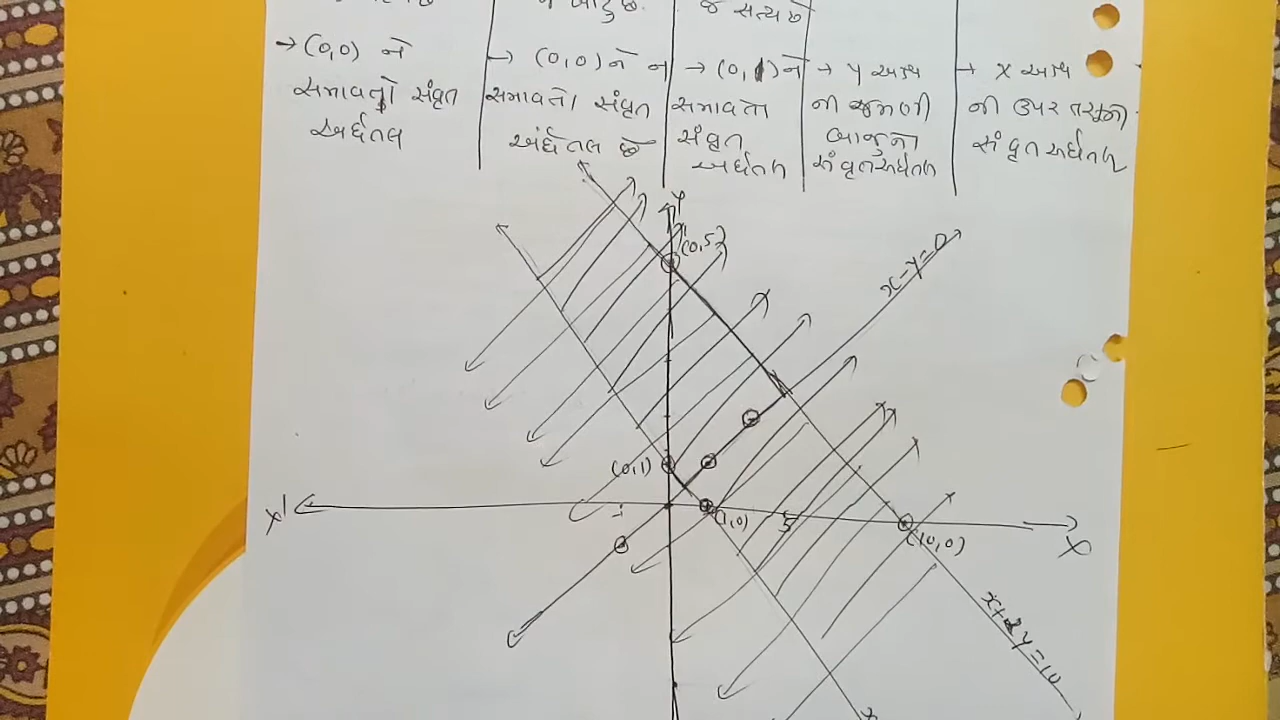 જ સત્ય છે
→ (0,0) ને
સમાવતો સંવૃત
અર્ધતલ
→ (0,0) ને ન
સમાવતો સંવૃત
અર્ધતલ છે
→ (0,1) ને
સમાવતા
સંવૃત
અર્ધતલ
→ y અક્ષ
ની જમણી
બાજુનો
સંવૃત અર્ધતલ
→ x અક્ષ
ની ઉપર તરફનો
સંવૃત અર્ધતલ
Y
(0,5)
x-y=0
(0,1)
X'
(1,0)
5
(10,0)
X
x+2y=10